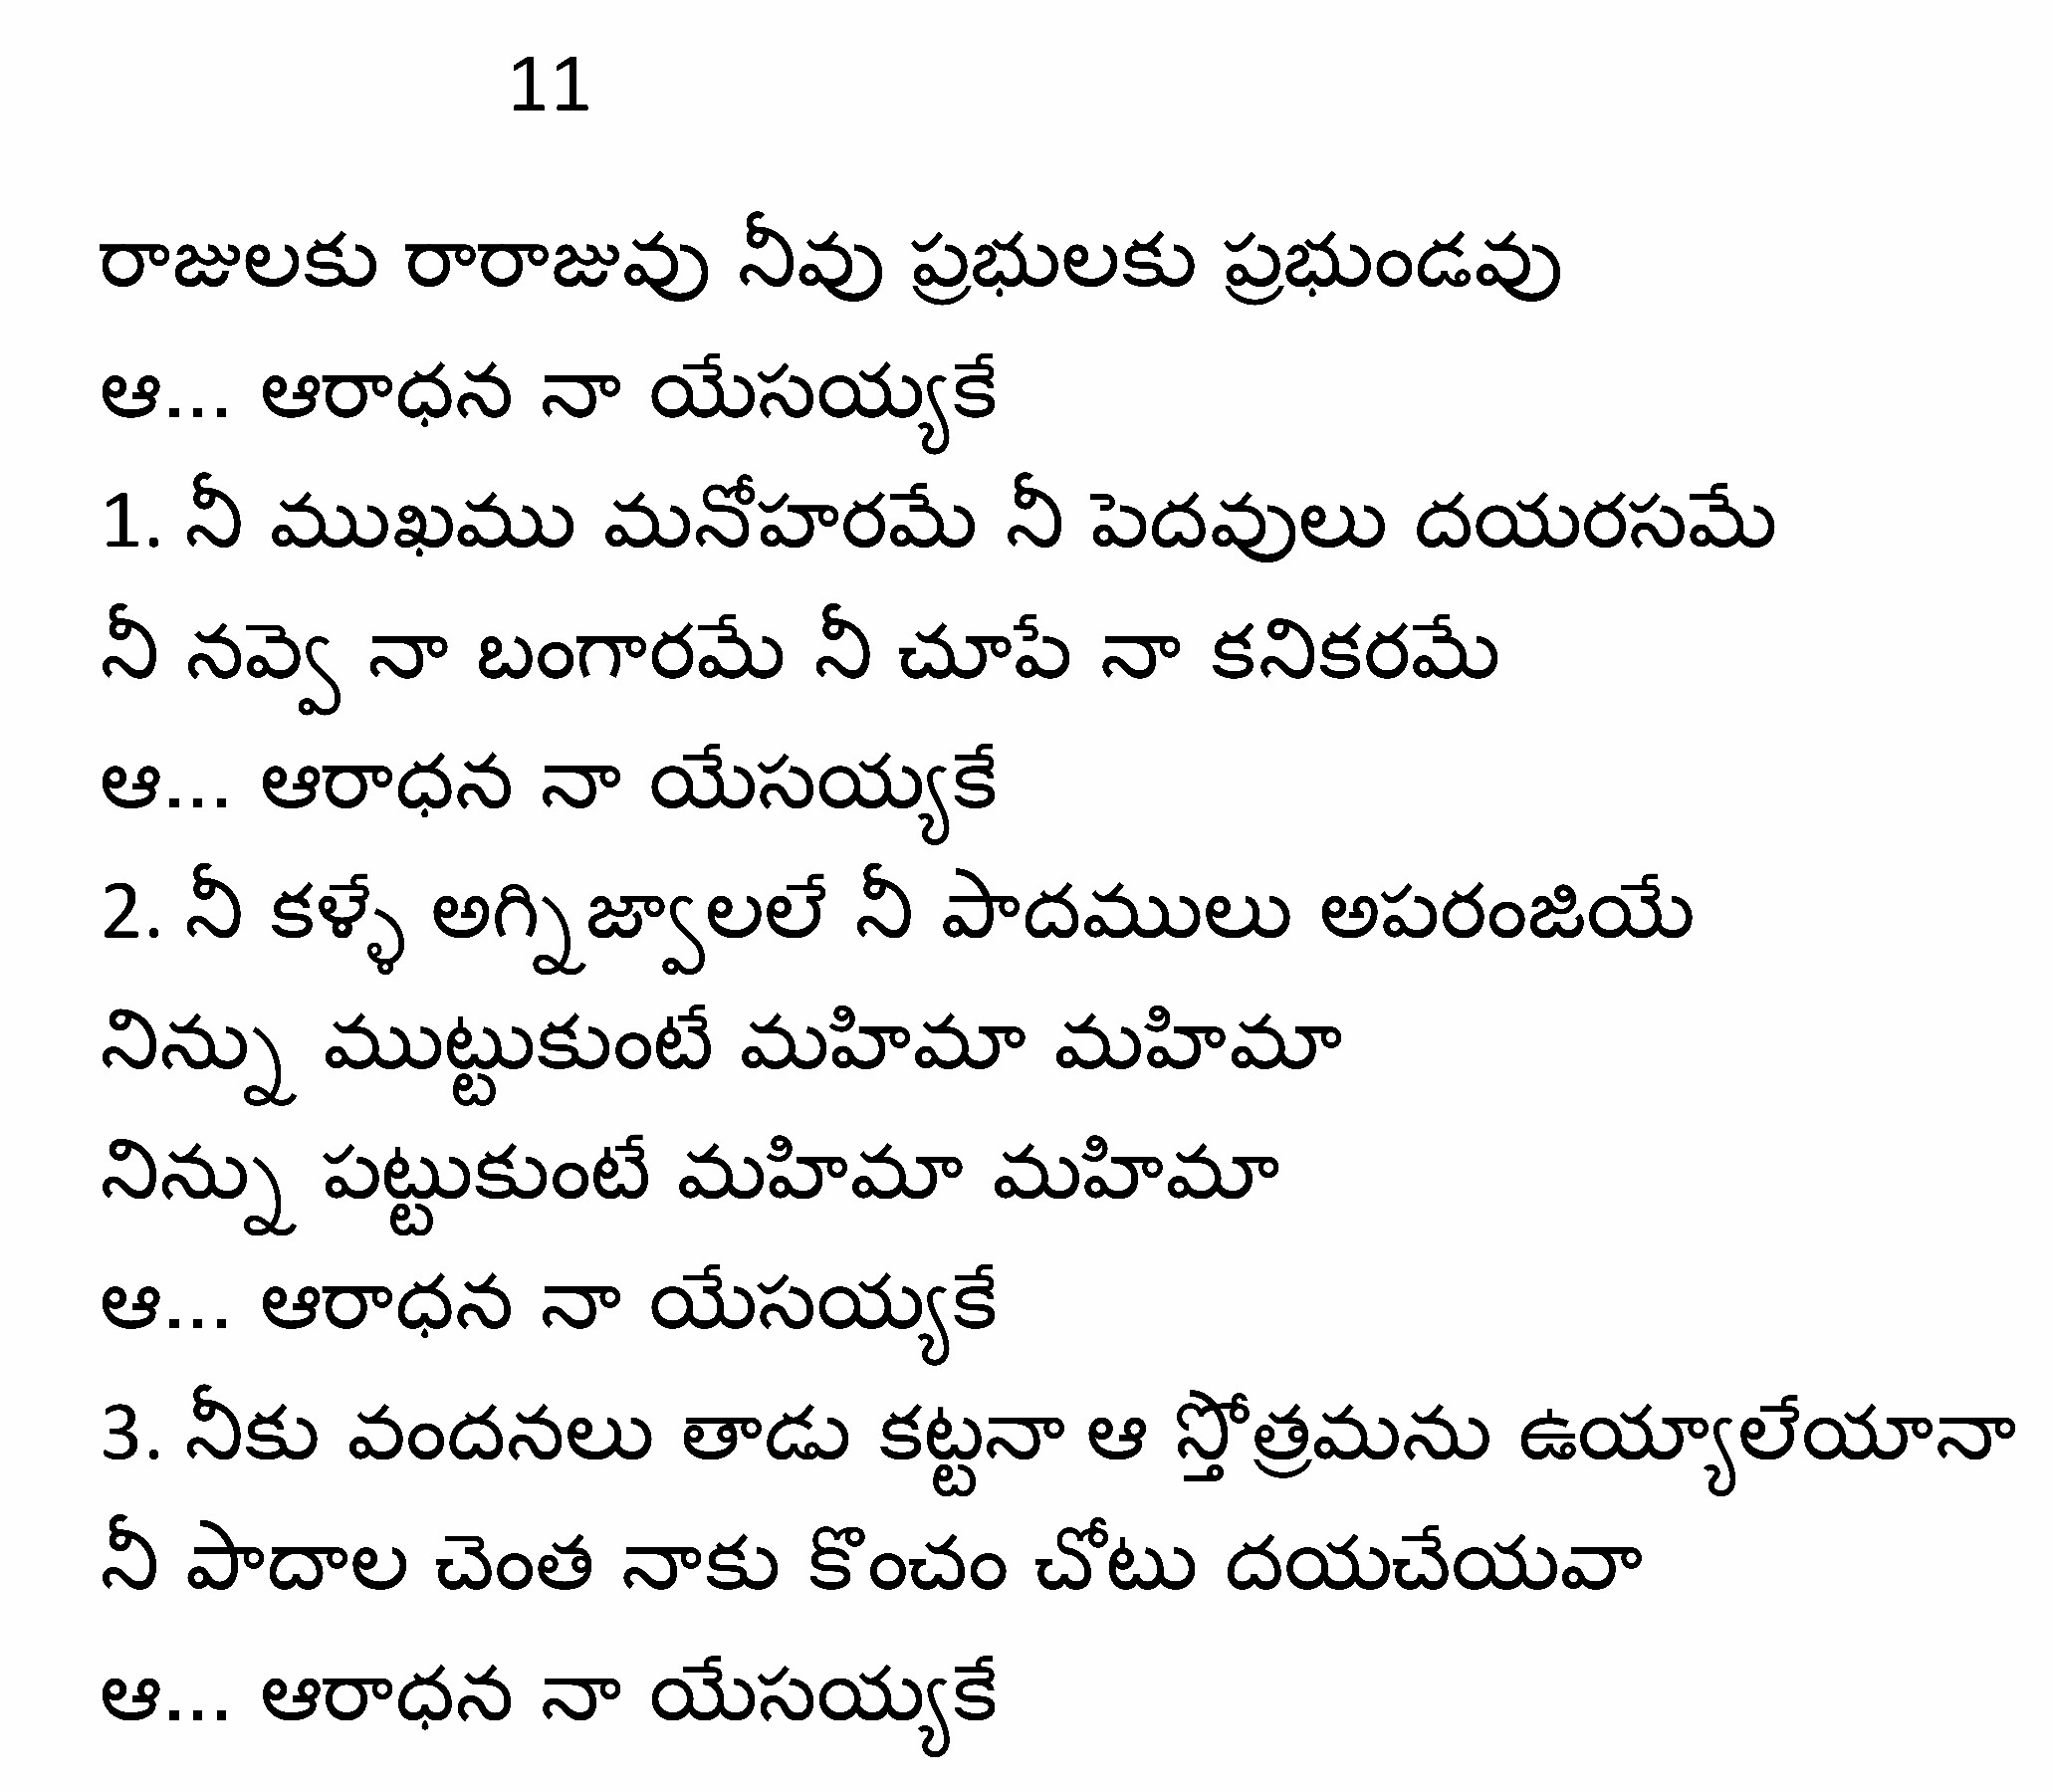 11
రాజులకు రారాజువు నీవు ప్రభులకు ప్రభుండవు
ఆ... ఆరాధన నా యేసయ్యకే
1. నీ ముఖము మనోహరమే నీ పెదవులు దయరసమే
నీ నవ్వె నా బంగారమే నీ చూపే నా కనికరమే
ఆ... ఆరాధన నా యేసయ్యకే
2. నీ కళ్ళే అగ్నిజ్వాలలే నీ పాదములు అపరంజియే
నిన్ను ముట్టుకుంటే మహిమా మహిమా
నిన్ను పట్టుకుంటే మహిమా మహిమా
ఆ... ఆరాధన నా యేసయ్యకే
3. నీకు వందనలు తాడు కట్టనా ఆ స్తోత్రమను ఉయ్యాలేయానా
నీ పాదాల చెంత నాకు కొంచం చోటు దయచేయవా
ఆ... ఆరాధన నా యేసయ్యకే